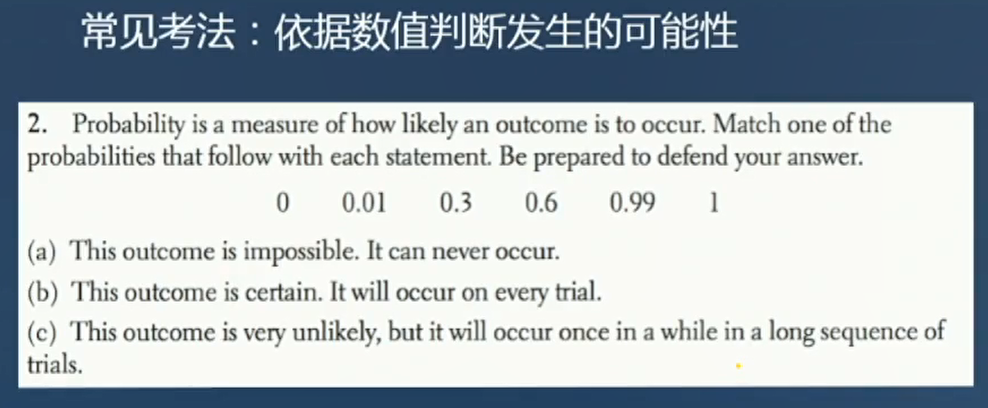 常见考法：依据数值判断发生的可能性
2. Probability is a measure of how likely an outcome is to occur. Match one of the
probabilities that follow with each statement. Be prepared to defend your answer.
0 0.01 0.3 0.6 0.99 1
(a) This outcome is impossible. It can never occur.
(b) This outcome is certain. It will occur on every trial.
(c) This outcome is very unlikely, but it will occur once in a while in a long sequence of
trials.